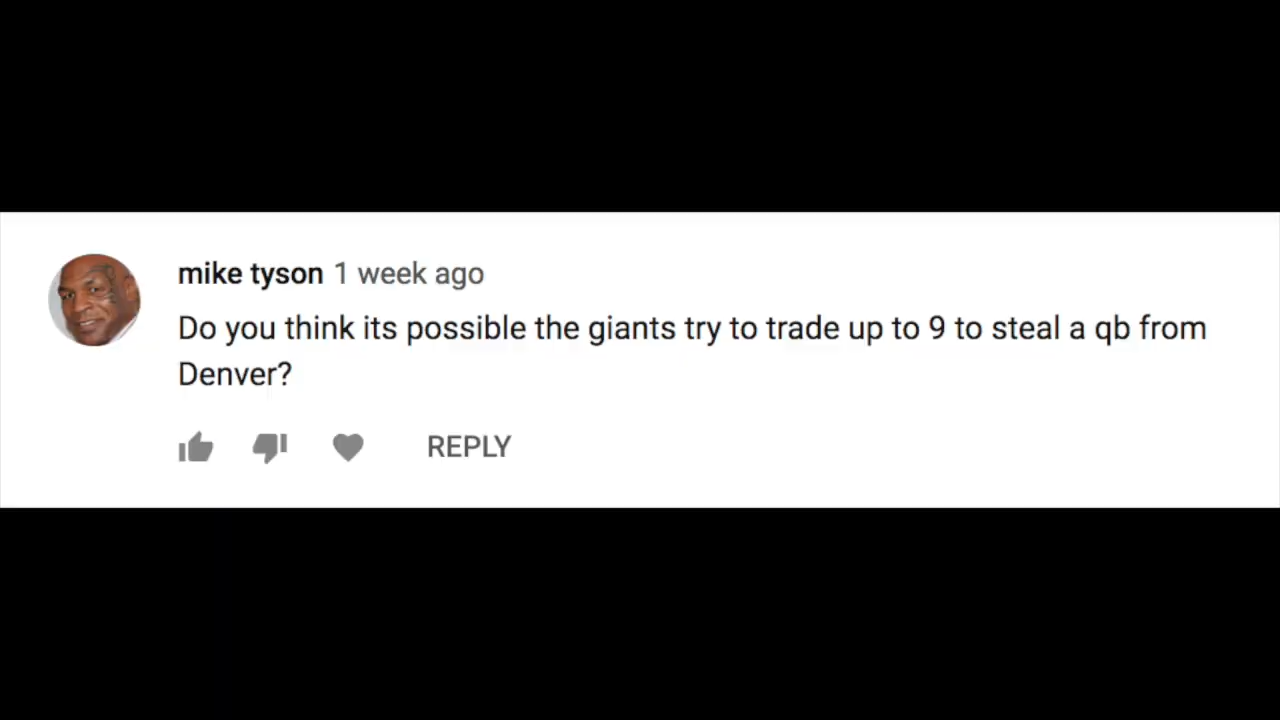 mike tyson 1 week ago
Do you think its possible the giants try to trade up to 9 to steal a qb from
Denver?
REPLY